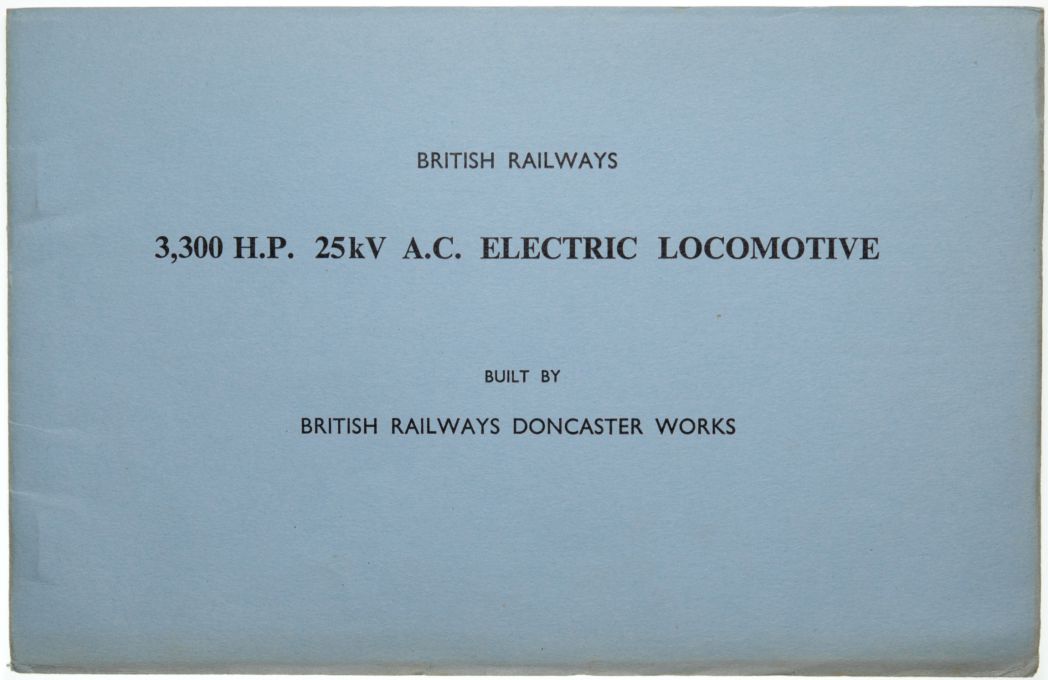 BRITISH RAILWAYS
3,300 H.P. 25kV A.C. ELECTRIC LOCOMOTIVE
BUILT BY
BRITISH RAILWAYS DONCASTER WORKS